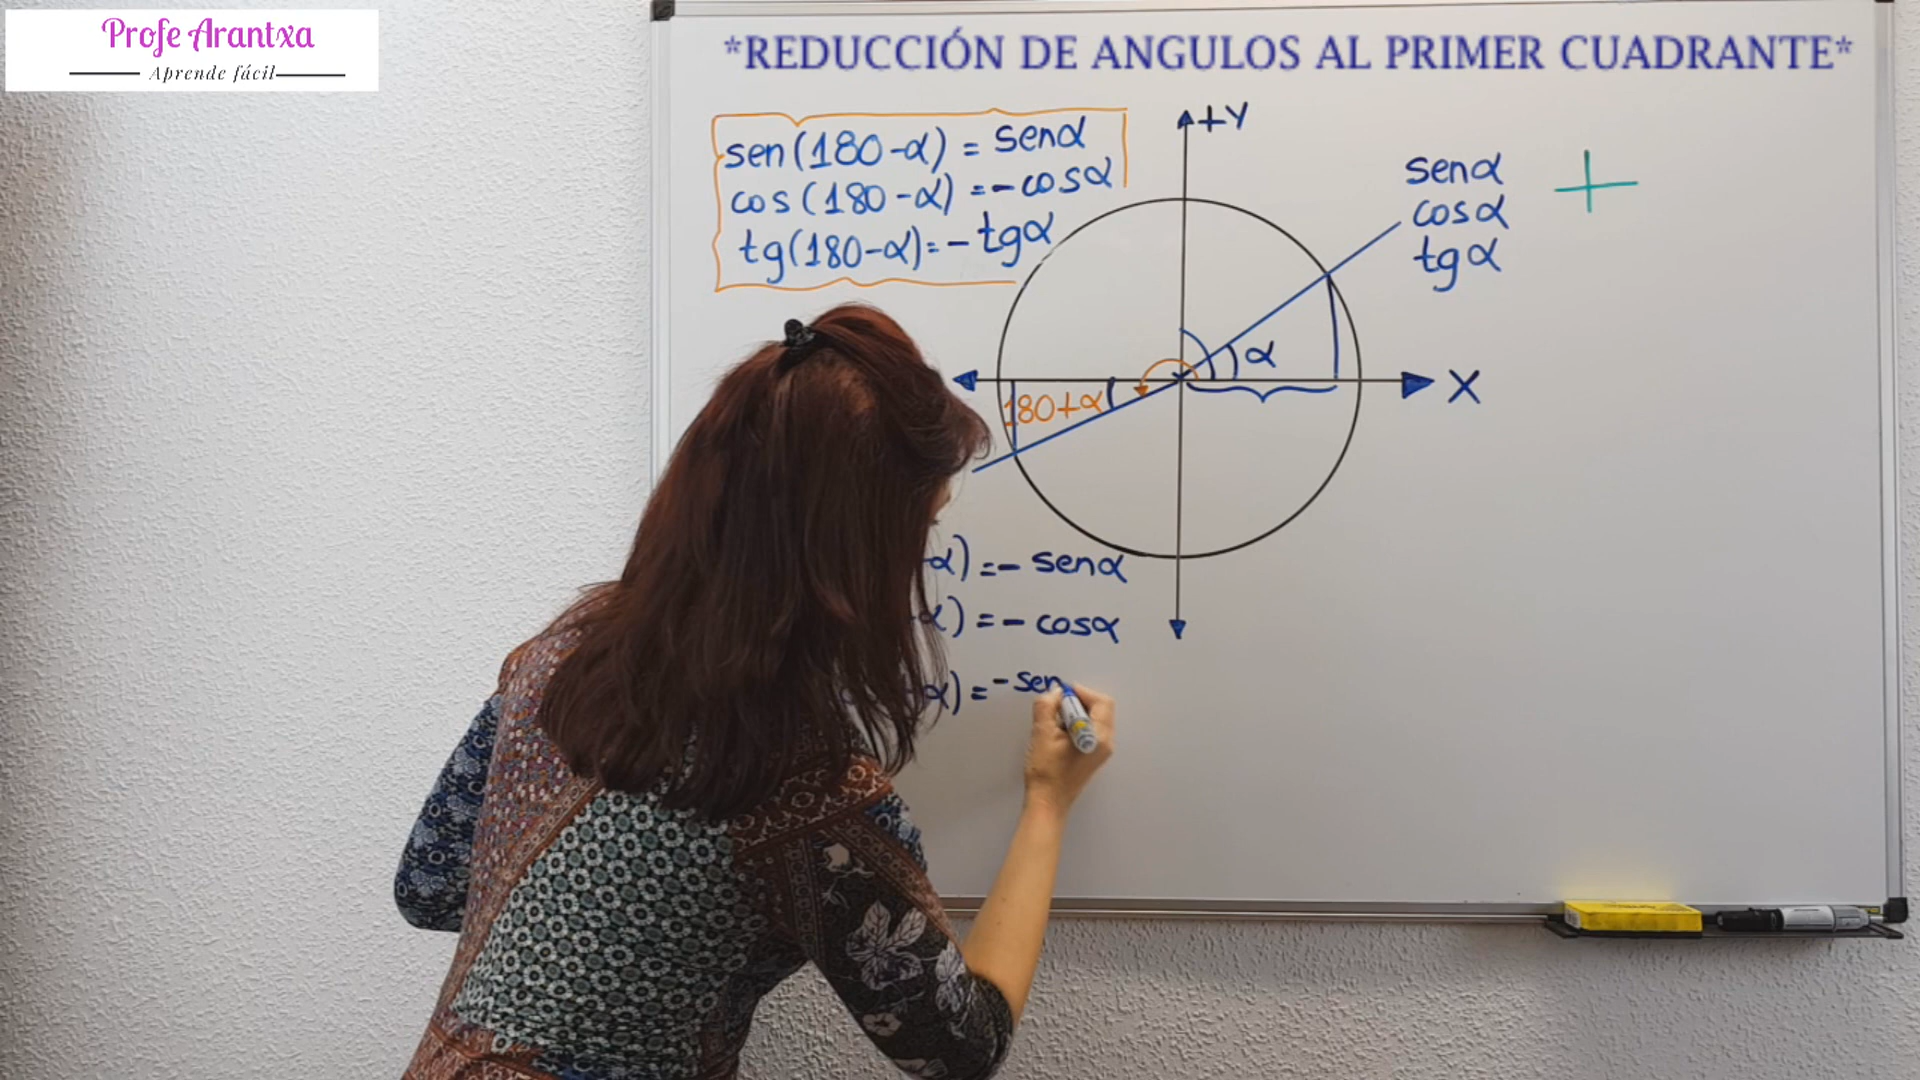 Profe Arantxa
Aprende fácil
*REDUCCIÓN DE ANGULOS AL PRIMER CUADRANTE*
sen(180-α) = senα
cos(180-α) = -cosα
tg(180-α) = - tgα
+Y
senα
cosα
tgα
α
X
180+α
α) = - senα
α) = - cosα
α) = -sen